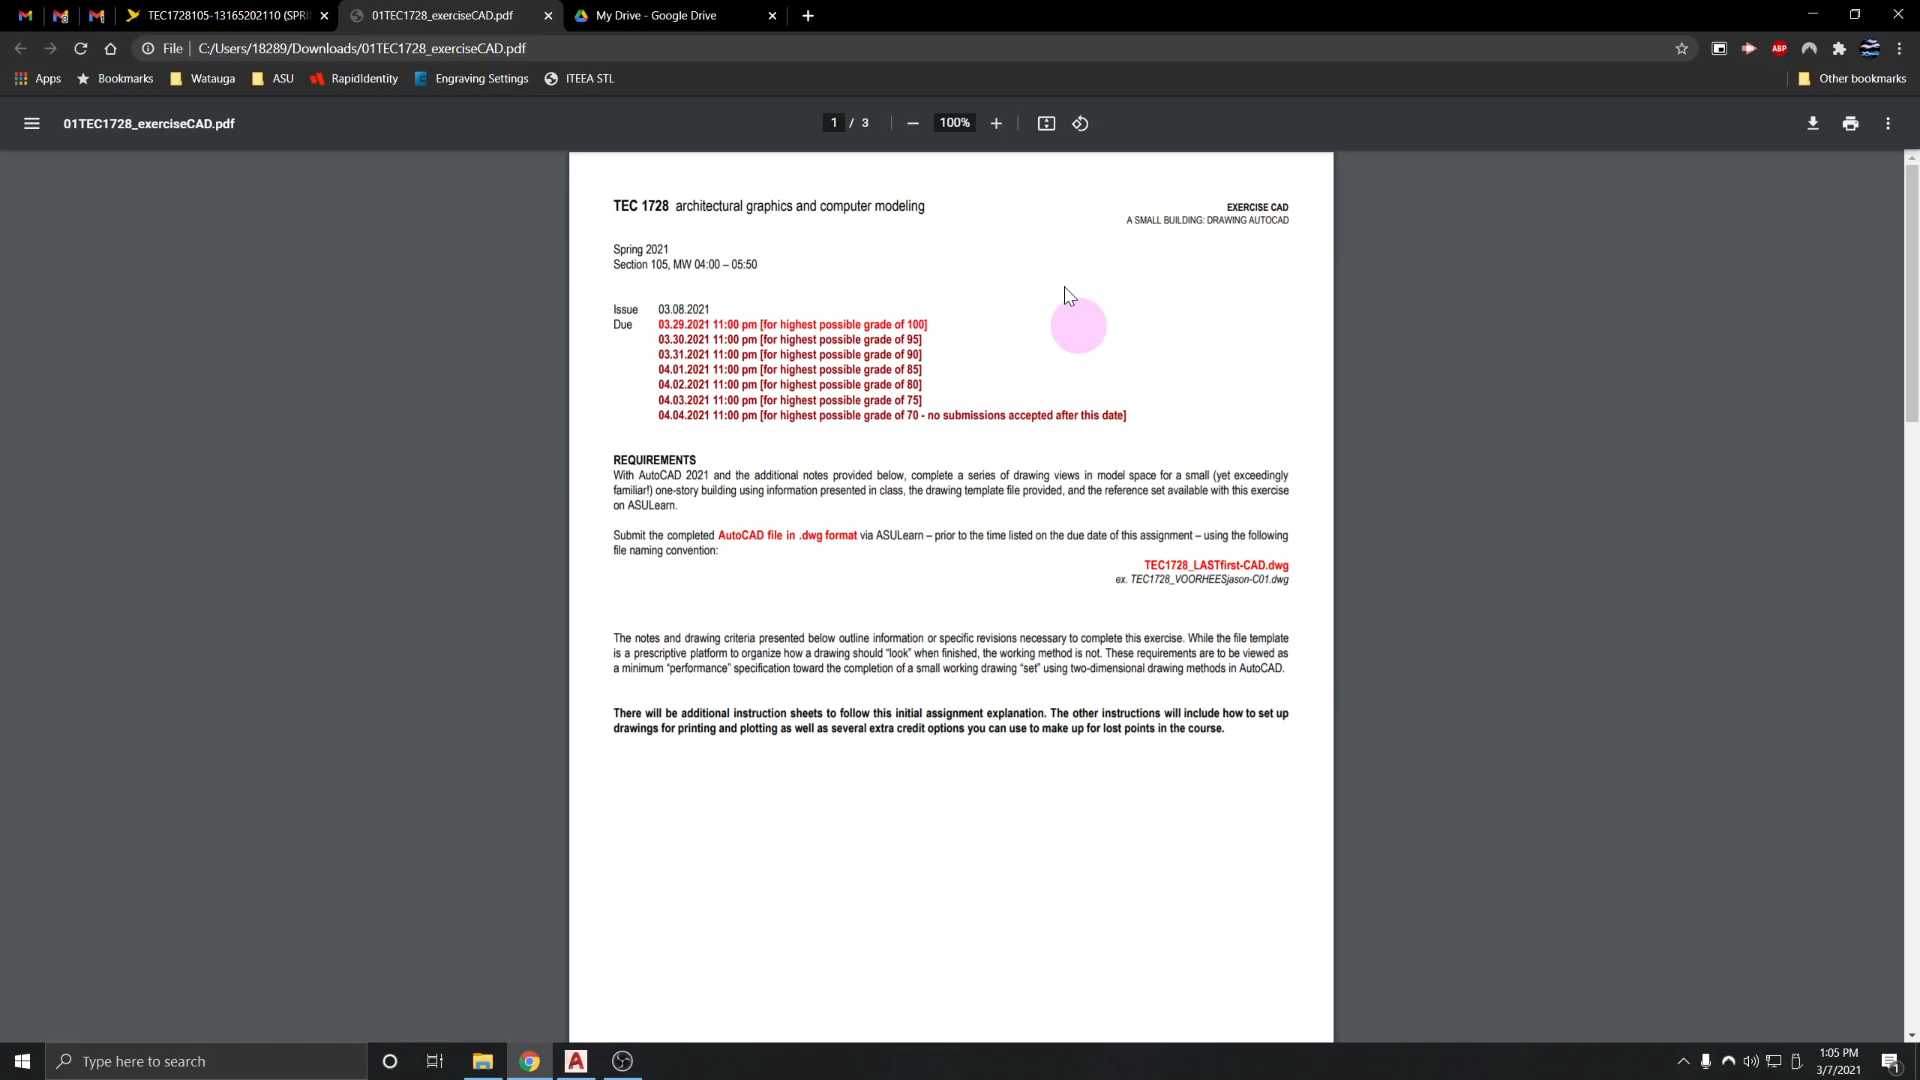 TEC1728105-13165202110 (SPRI
01TEC1728_exerciseCAD.pdf
My Drive - Google Drive
File
C:/Users/18289/Downloads/01TEC1728_exerciseCAD.pdf
ABP
Apps
Bookmarks
Watauga
ASU
RapidIdentity
Engraving Settings
ITEEA STL
Other bookmarks
01TEC1728_exerciseCAD.pdf
1 / 3
100%
TEC 1728 architectural graphics and computer modeling
EXERCISE CAD
A SMALL BUILDING: DRAWING AUTOCAD
Spring 2021
Section 105, MW 04:00 – 05:50
Issue 03.08.2021
Due 03.29.2021 11:00 pm [for highest possible grade of 100]
03.30.2021 11:00 pm [for highest possible grade of 95]
03.31.2021 11:00 pm [for highest possible grade of 90]
04.01.2021 11:00 pm [for highest possible grade of 85]
04.02.2021 11:00 pm [for highest possible grade of 80]
04.03.2021 11:00 pm [for highest possible grade of 75]
04.04.2021 11:00 pm [for highest possible grade of 70 - no submissions accepted after this date]
REQUIREMENTS
With AutoCAD 2021 and the additional notes provided below, complete a series of drawing views in model space for a small (yet exceedingly
familiar!) one-story building using information presented in class, the drawing template file provided, and the reference set available with this exercise
on ASULearn.
Submit the completed AutoCAD file in .dwg format via ASULearn – prior to the time listed on the due date of this assignment – using the following
file naming convention:
TEC1728_LASTfirst-CAD.dwg
ex. TEC1728_VOORHEESjason-C01.dwg
The notes and drawing criteria presented below outline information or specific revisions necessary to complete this exercise. While the file template
is a prescriptive platform to organize how a drawing should “look” when finished, the working method is not. These requirements are to be viewed as
a minimum “performance” specification toward the completion of a small working drawing “set” using two-dimensional drawing methods in AutoCAD.
There will be additional instruction sheets to follow this initial assignment explanation. The other instructions will include how to set up
drawings for printing and plotting as well as several extra credit options you can use to make up for lost points in the course.
Type here to search
1:05 PM
3/7/2021
1